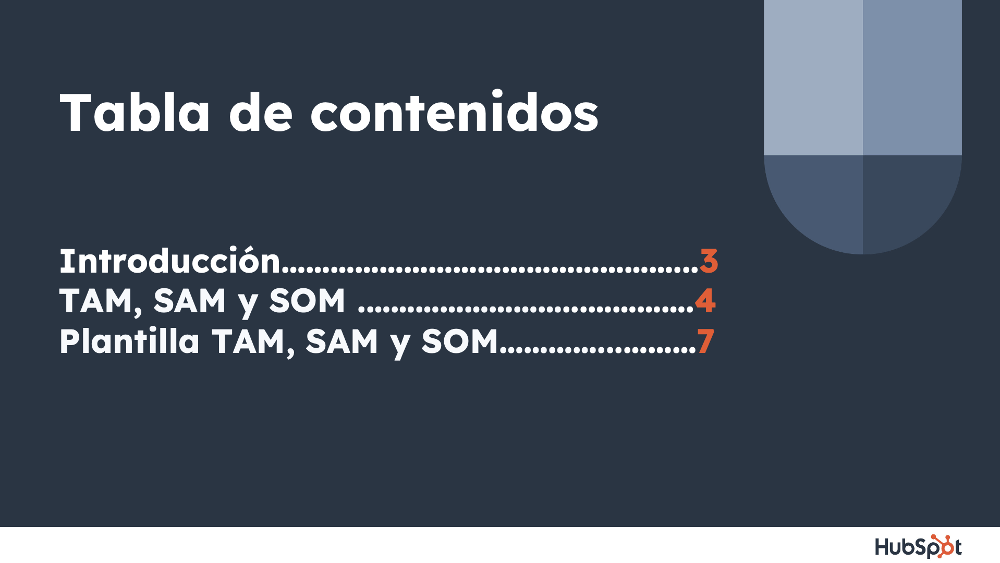 Tabla de contenidos
Introducción...................................................3
TAM, SAM y SOM .........................................4
Plantilla TAM, SAM y SOM........................7
HubSpot